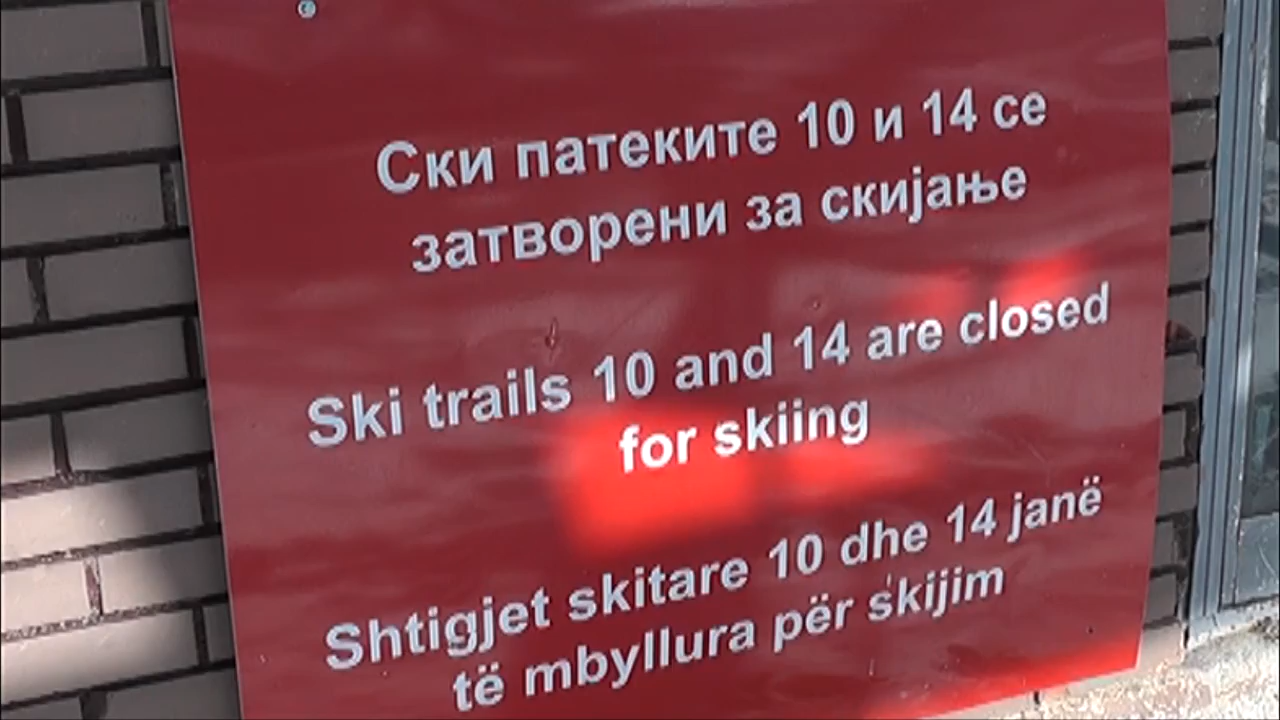 Ски патеките 10 и 14 се
затворени за скијање
Ski trails 10 and 14 are closed
for skiing
Shtigjet skitare 10 dhe 14 janë
të mbyllura për skijim